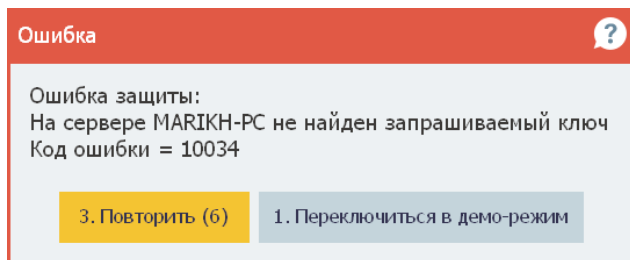 Ошибка
?
Ошибка защиты:
На сервере MARIKH-PC не найден запрашиваемый ключ
Код ошибки = 10034
3. Повторить (6)
1. Переключиться в демо-режим